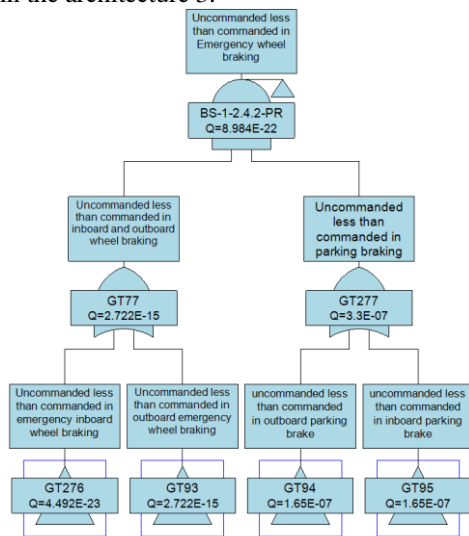 in the architecture 3.
Uncommanded less
than commanded in
Emergency wheel
braking
BS-1-2.4.2-PR
Q=8.984E-22
Uncommanded less
than commanded in
inboard and outboard
wheel braking
Uncommanded
less than
commanded in
parking braking
GT77
Q=2.722E-15
GT277
Q=3.3E-07
Uncommanded less
than commanded in
emergency inboard
wheel braking
Uncommanded less
than commanded in
outboard emergency
wheel braking
uncommanded less
than commanded
in outboard parking
brake
uncommanded less
than commanded
in inboard parking
brake
GT276
Q=4.492E-23
GT93
Q=2.722E-15
GT94
Q=1.65E-07
GT95
Q=1.65E-07